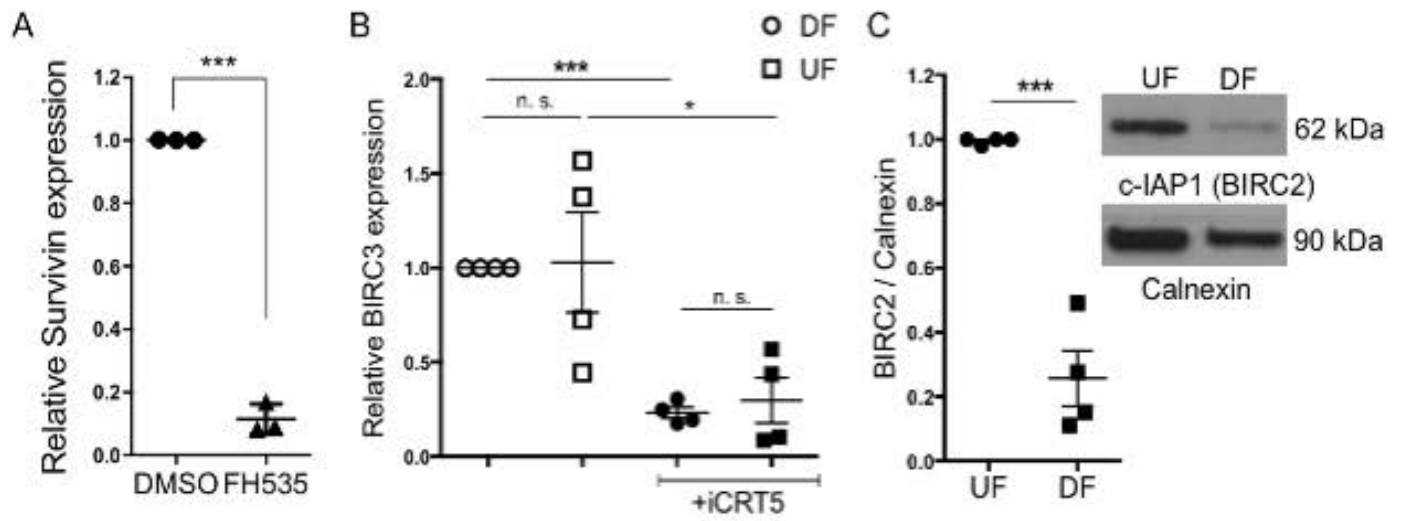 A
Relative Survivin expression
1.2
1.0
0.8
0.6
0.4
0.2
0.0
***
DMSO FH535
B
DF
UF
Relative BIRC3 expression
2.0
1.5
1.0
0.5
0.0
***
n. s.
*
n. s.
+iCRT5
C
BIRC2 / Calnexin
1.2
1.0
0.8
0.6
0.4
0.2
0.0
***
UF DF
UF DF
62 kDa
c-IAP1 (BIRC2)
90 kDa
Calnexin